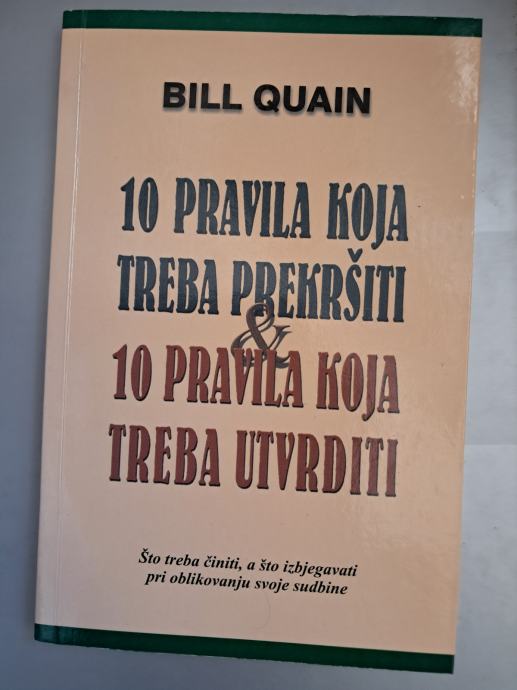 BILL QUAIN
10 PRAVILA KOJA
TREBA PREKRŠITI
&
10 PRAVILA KOJA
TREBA UTVRDITI
Što treba činiti, a što izbjegavati
pri oblikovanju svoje sudbine